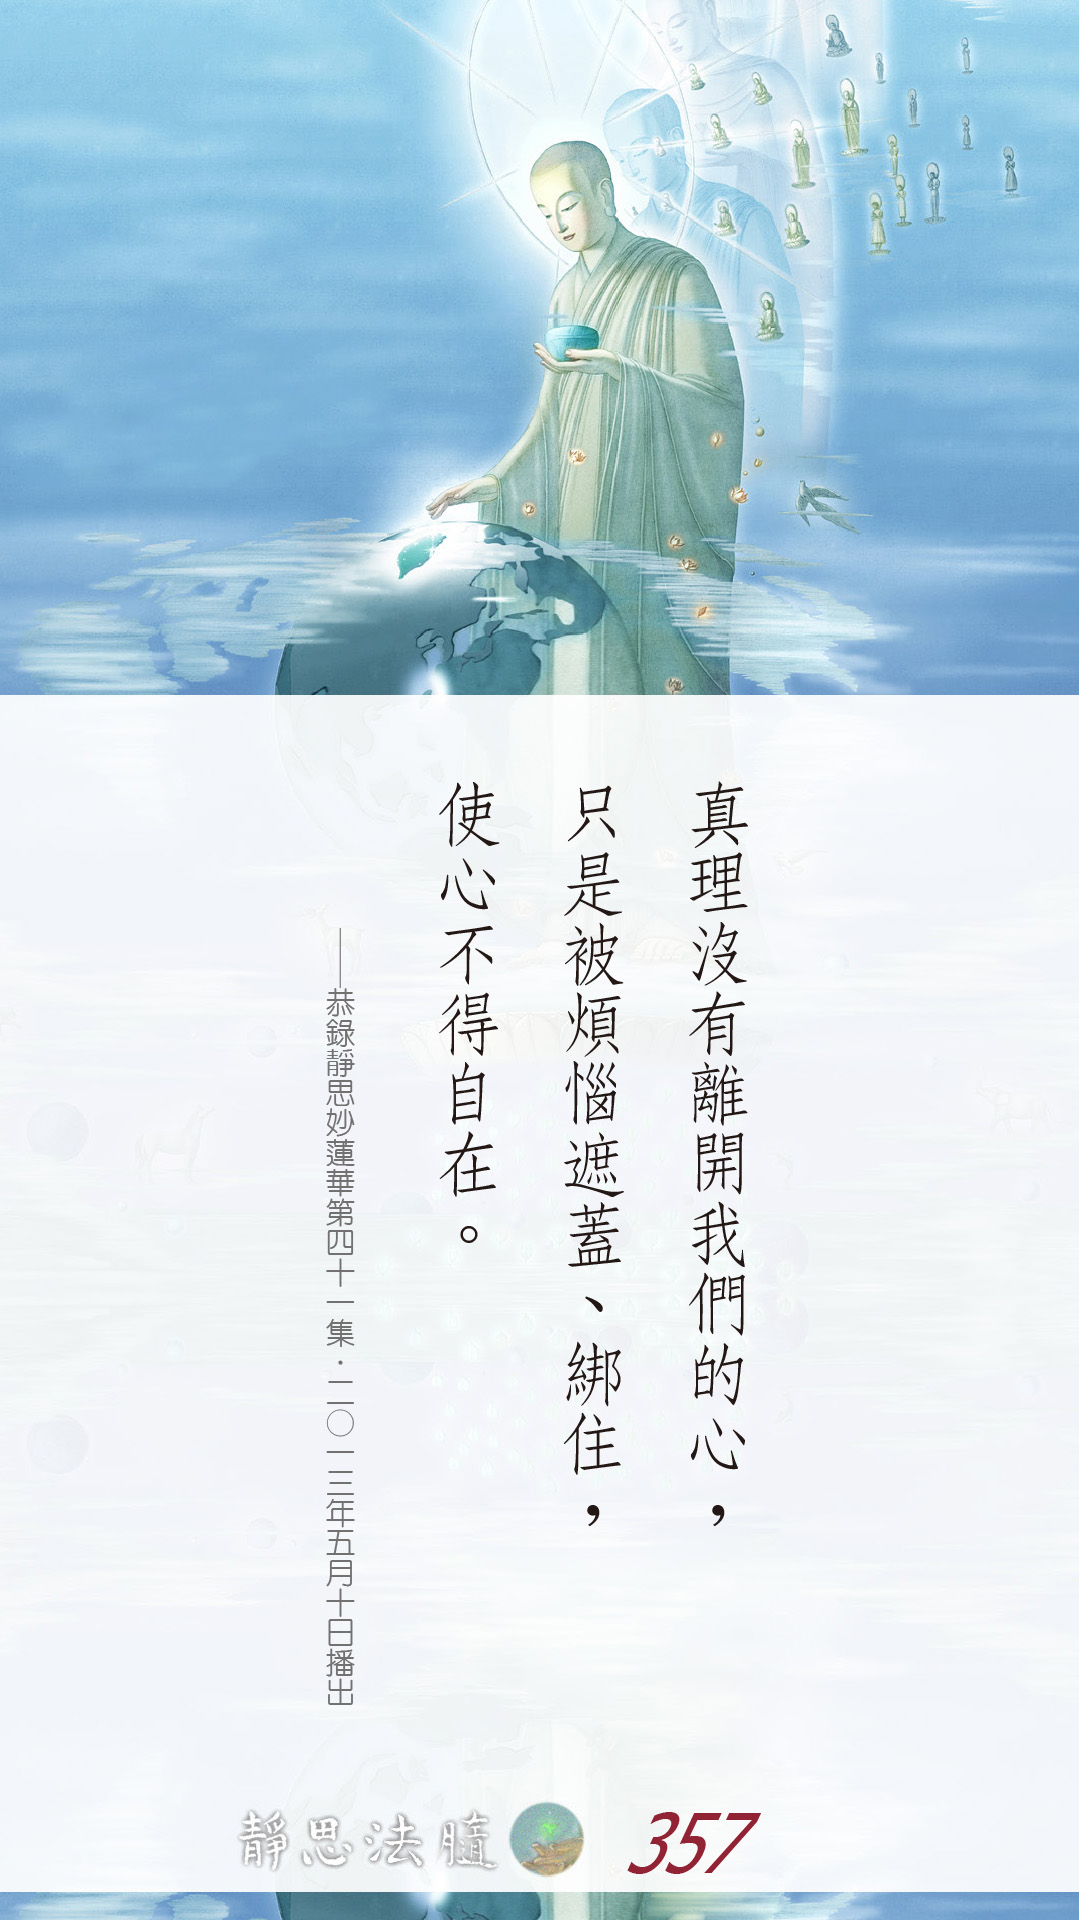 真理沒有離開我們的心，
只是被煩惱遮蓋、綁住，
使心不得自在。
——恭錄靜思妙蓮華第四十一集·二〇一三年五月十日播出
靜思法髓
357